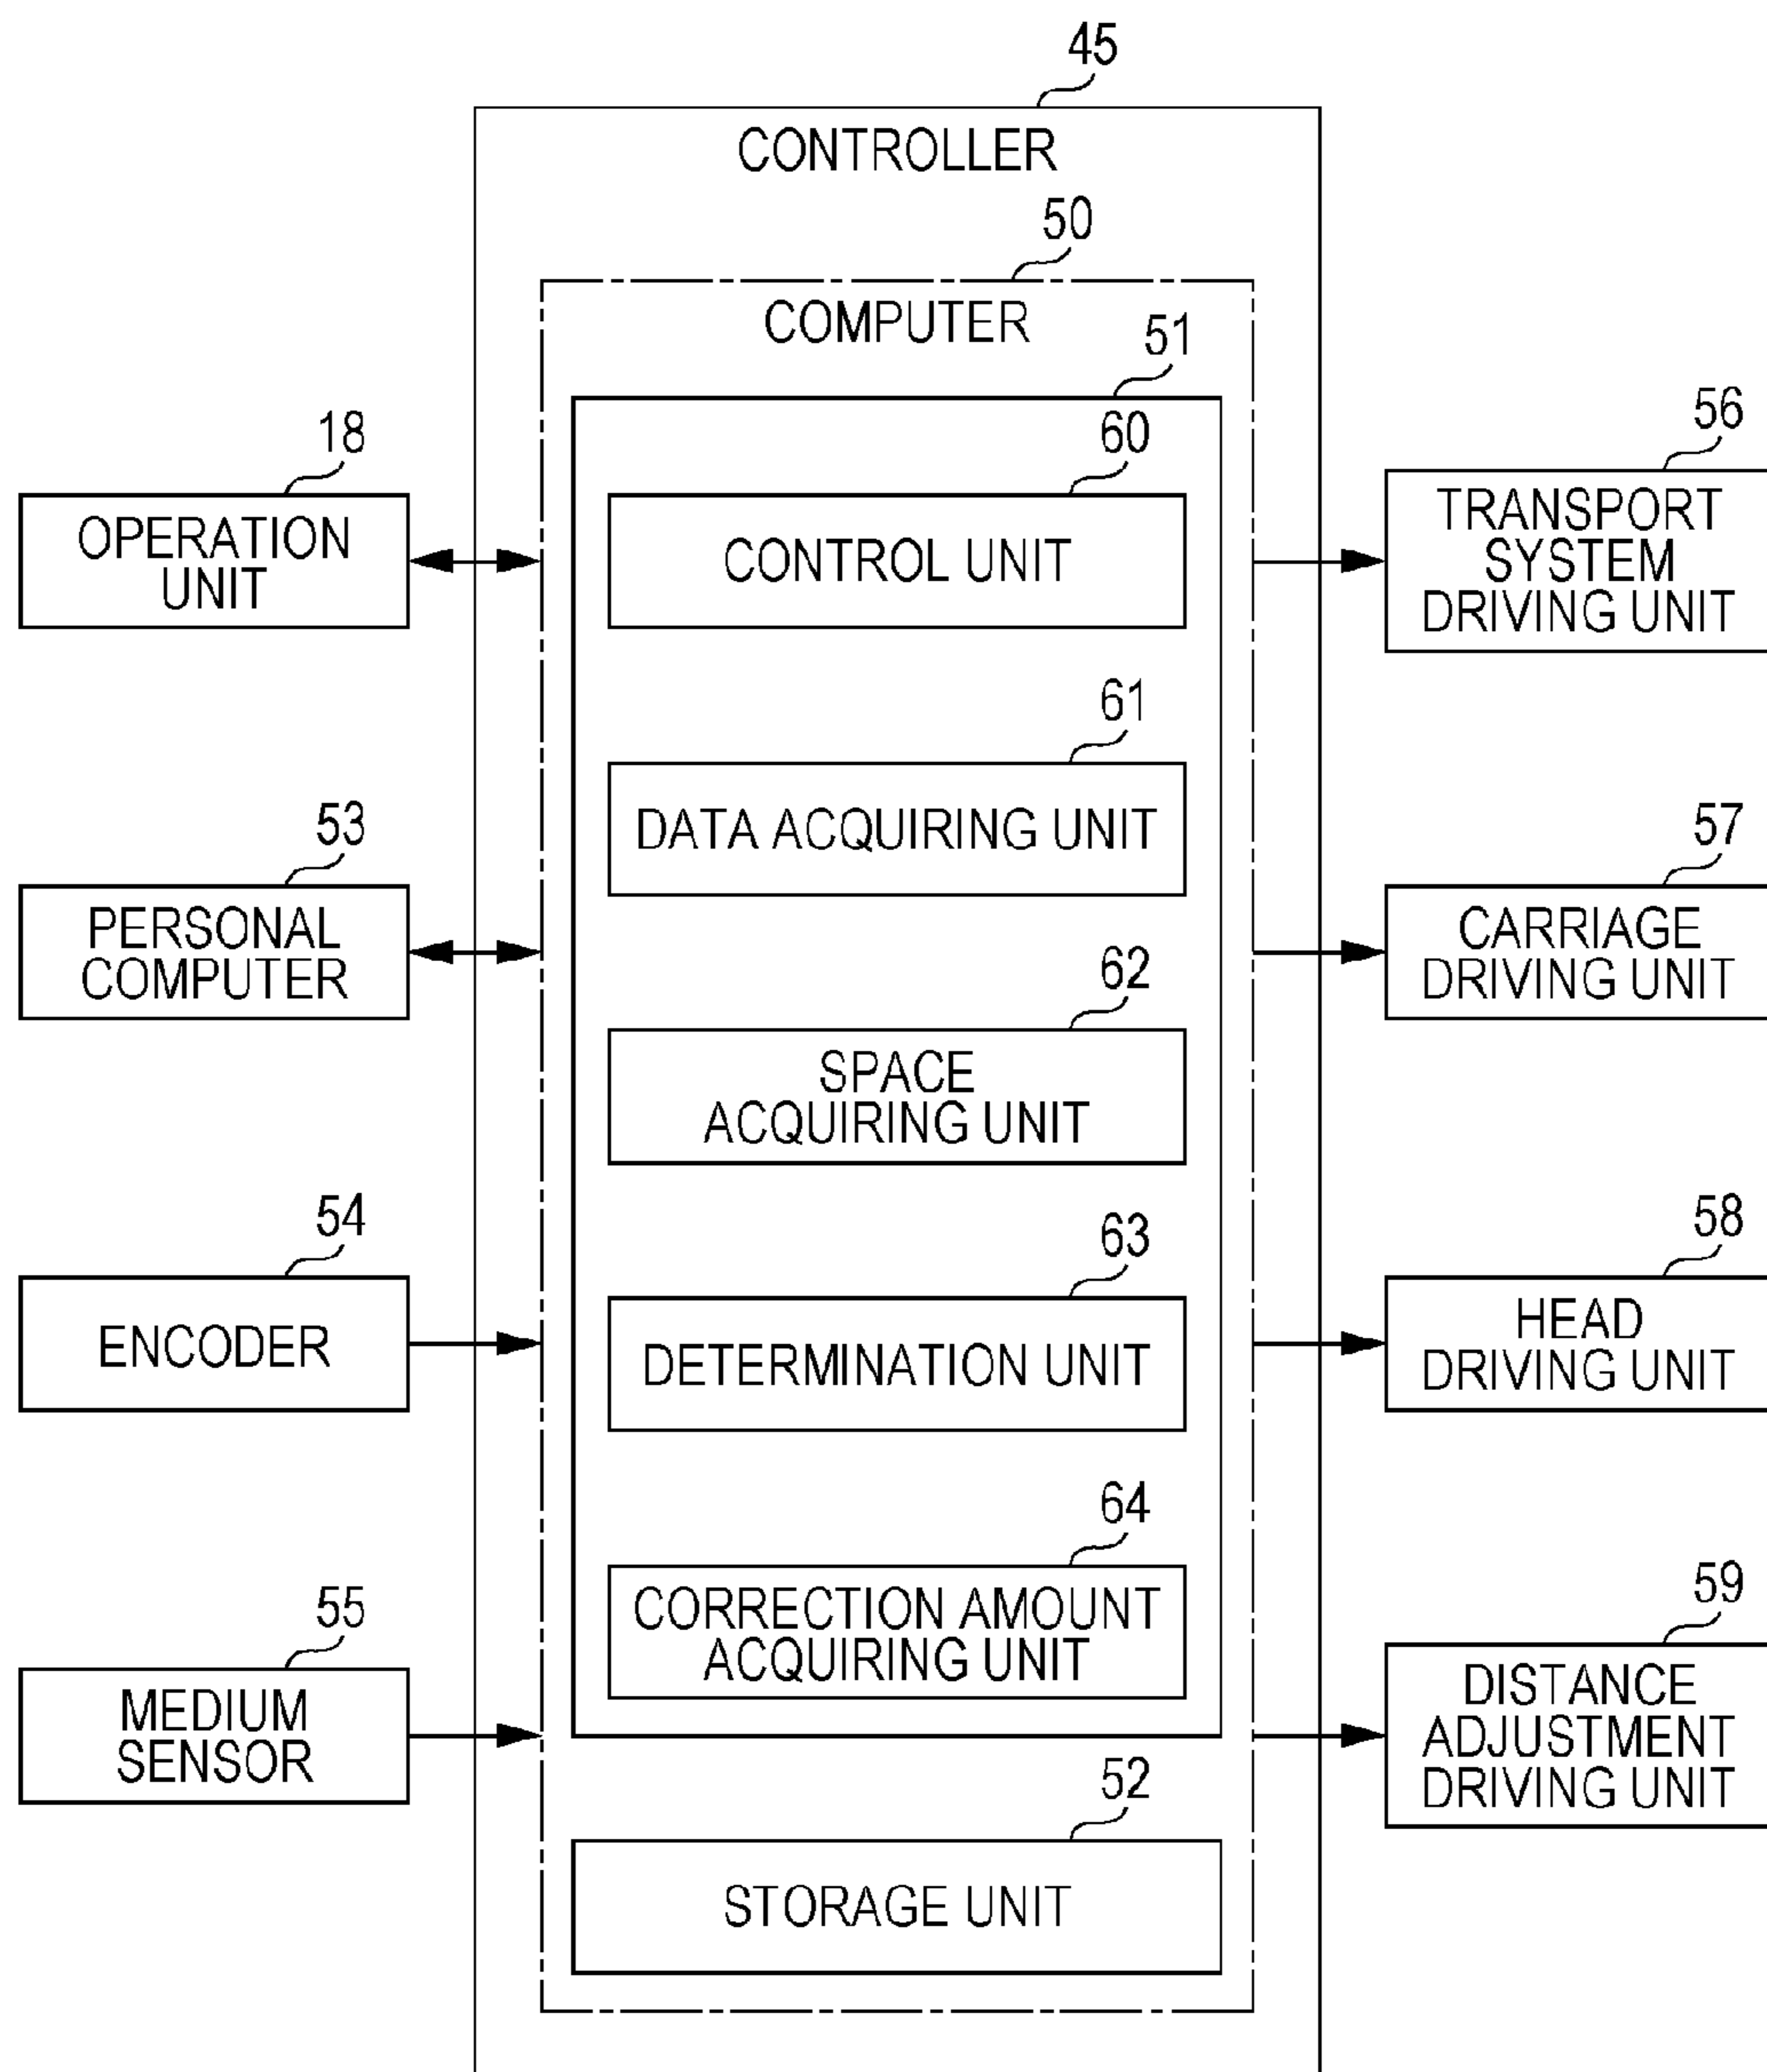 45
CONTROLLER
50
COMPUTER
51
18
OPERATION
UNIT
53
PERSONAL
COMPUTER
54
ENCODER
55
MEDIUM
SENSOR
60
CONTROL UNIT
61
DATA ACQUIRING UNIT
62
SPACE
ACQUIRING UNIT
63
DETERMINATION UNIT
64
CORRECTION AMOUNT
ACQUIRING UNIT
52
STORAGE UNIT
56
TRANSPORT
SYSTEM
DRIVING UNIT
57
CARRIAGE
DRIVING UNIT
58
HEAD
DRIVING UNIT
59
DISTANCE
ADJUSTMENT
DRIVING UNIT